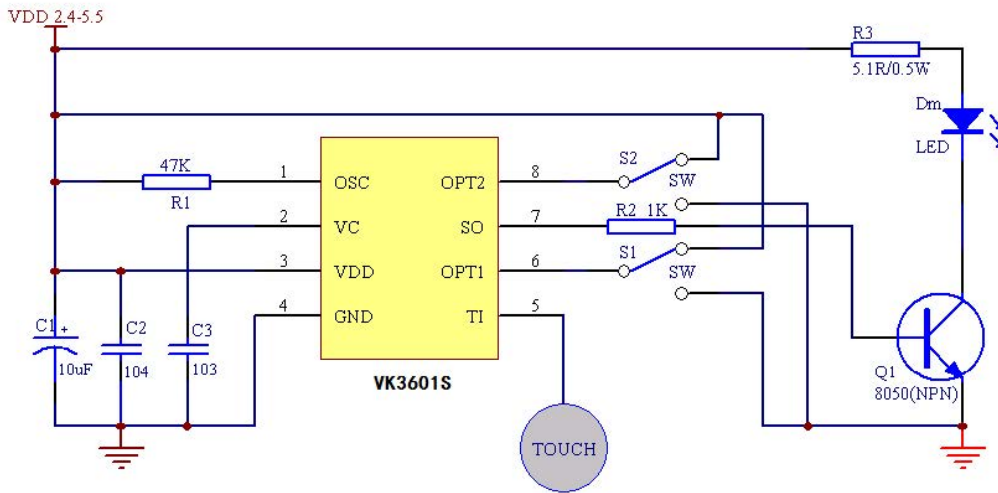 VDD 2.4-5.5
R3
5.1R/0.5W
Dm
LED
47K
R1
1
OSC
OPT2
8
S2
SW
2
VC
SO
7
R2 1K
3
VDD
OPT1
6
S1
SW
4
GND
TI
5
C1
+
10uF
C2
104
C3
103
VK3601S
Q1
8050(NPN)
TOUCH